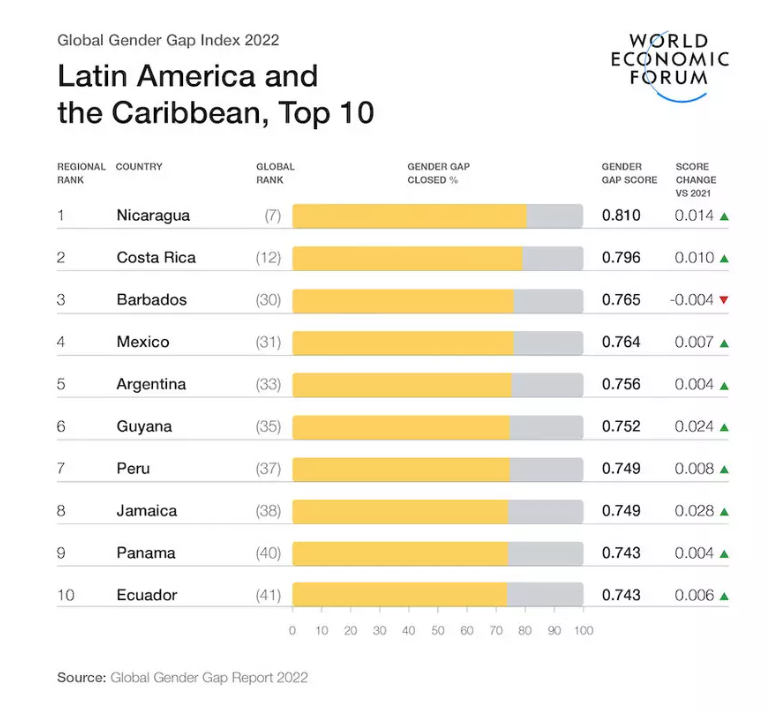 Global Gender Gap Index 2022
Latin America and
the Caribbean, Top 10
WORLD
ECONOMIC
FORUM
REGIONAL RANK COUNTRY GLOBAL RANK GENDER GAP CLOSED % GENDER GAP SCORE SCORE CHANGE VS 2021
1 Nicaragua (7) 0.810 0.014 ▲
2 Costa Rica (12) 0.796 0.010 ▲
3 Barbados (30) 0.765 -0.004 ▼
4 Mexico (31) 0.764 0.007 ▲
5 Argentina (33) 0.756 0.004 ▲
6 Guyana (35) 0.752 0.024 ▲
7 Peru (37) 0.749 0.008 ▲
8 Jamaica (38) 0.749 0.028 ▲
9 Panama (40) 0.743 0.004 ▲
10 Ecuador (41) 0.743 0.006 ▲
0 10 20 30 40 50 60 70 80 90 100
Source: Global Gender Gap Report 2022